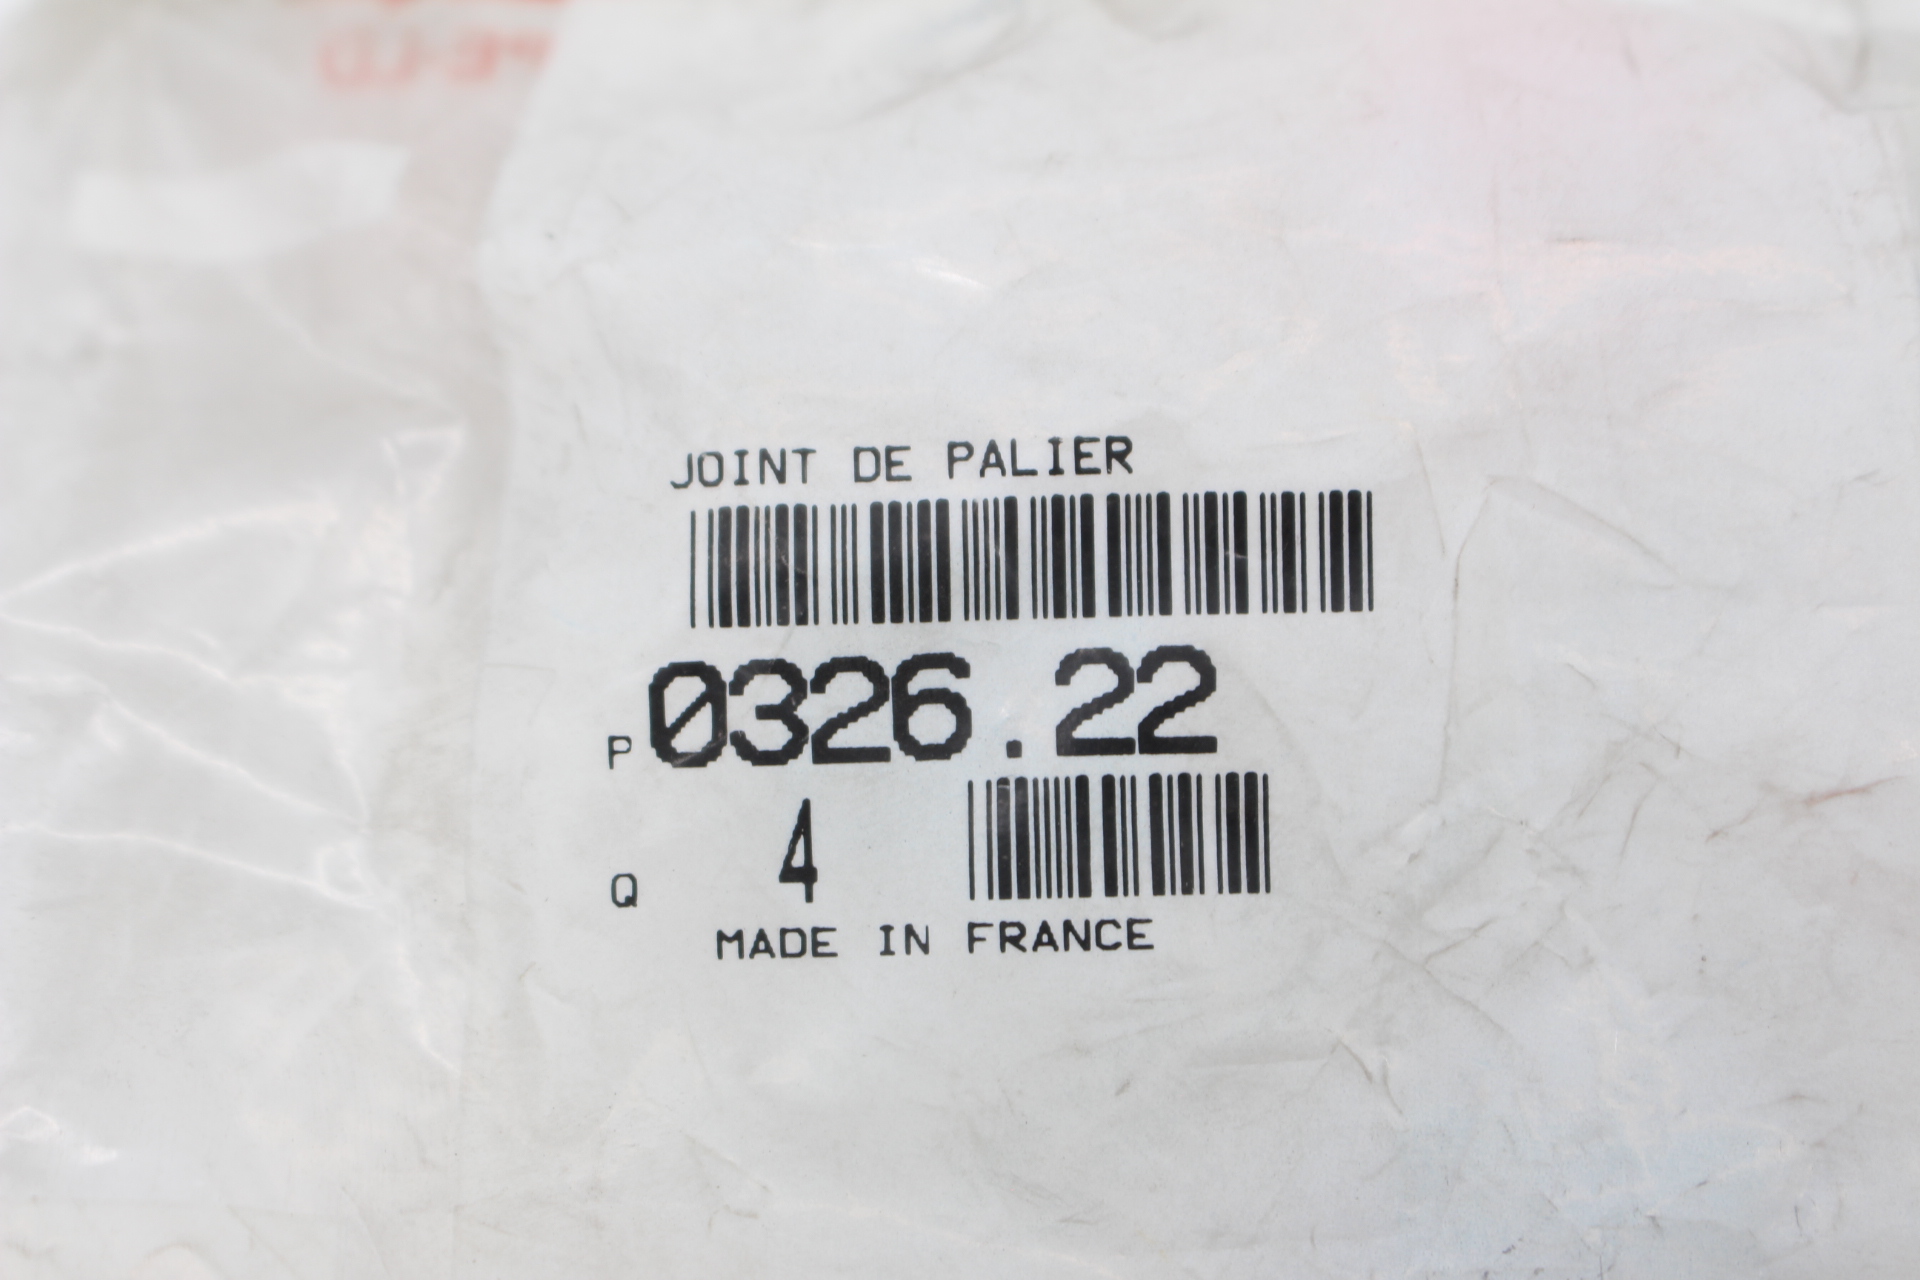 JOINT DE PALIER
P 0326.22
Q 4
MADE IN FRANCE